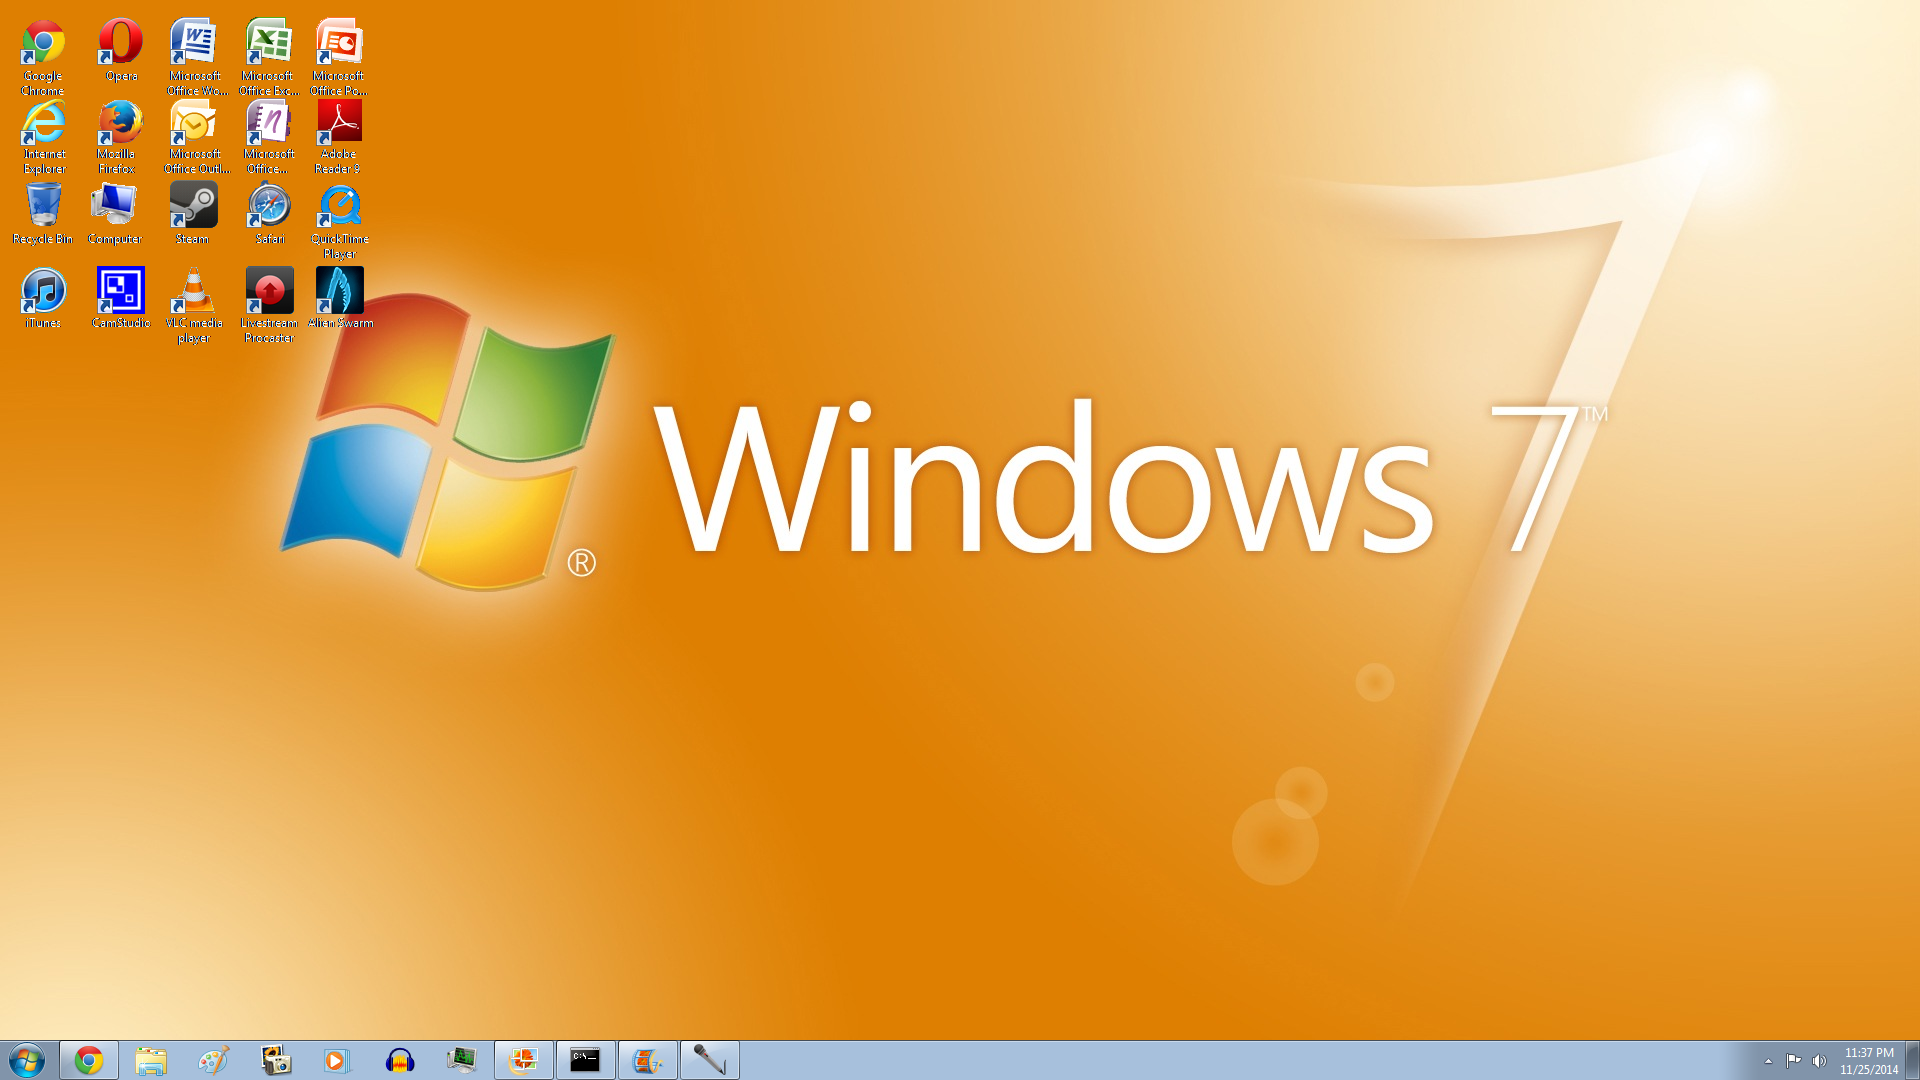 Google
Chrome
Opera
Microsoft
Office Wo...
Microsoft
Office Exc...
Microsoft
Office Po...
Internet
Explorer
Mozilla
Firefox
Microsoft
Office Outl...
Microsoft
Office...
Adobe
Reader 9
Recycle Bin
Computer
Steam
Safari
QuickTime
Player
iTunes
CamStudio
VLC media
player
Livestream
Procaster
Alien Swarm
®
Windows 7™
C:\_
11:37 PM
11/25/2014